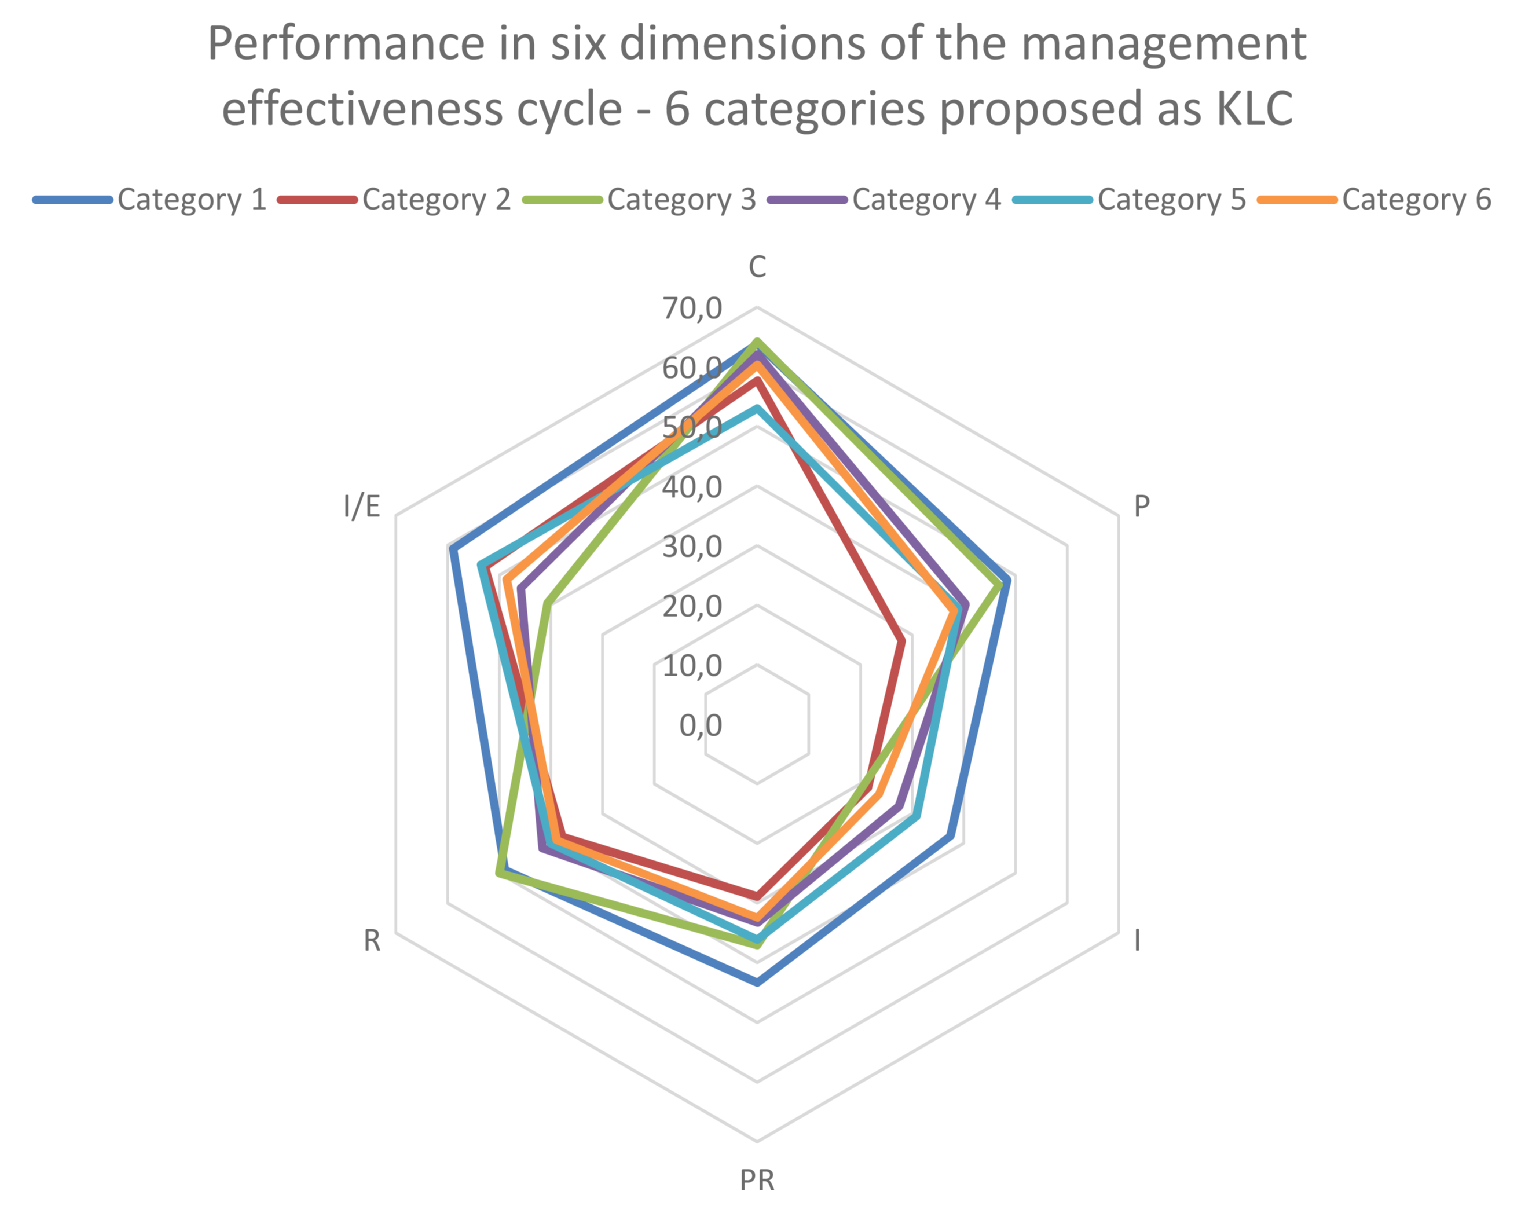 Performance in six dimensions of the management
effectiveness cycle - 6 categories proposed as KLC
Category 1 Category 2 Category 3 Category 4 Category 5 Category 6
C
70,0
60,0
50,0
40,0
30,0
20,0
10,0
0,0
I/E
P
R
I
PR